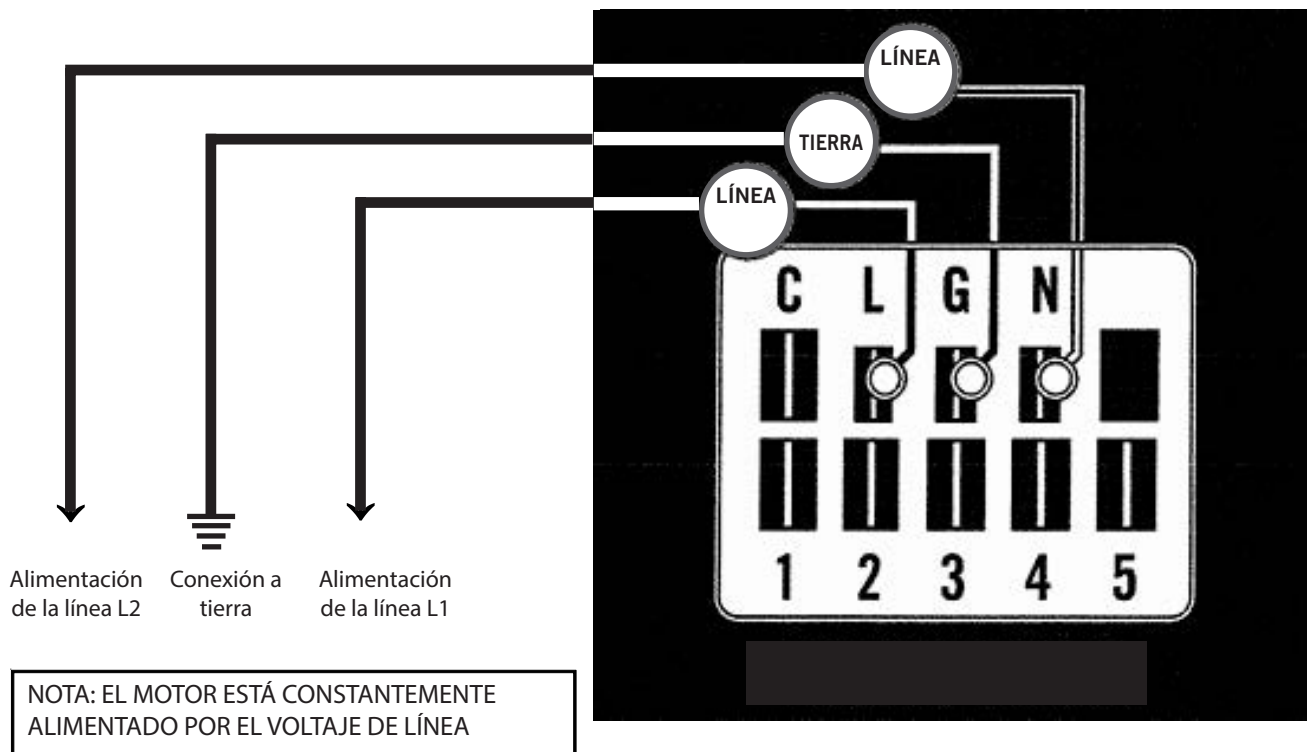 LÍNEA
TIERRA
LÍNEA
C L G N
1 2 3 4 5
Alimentación
de la línea L2
Conexión a
tierra
Alimentación
de la línea L1
NOTA: EL MOTOR ESTÁ CONSTANTEMENTE
ALIMENTADO POR EL VOLTAJE DE LÍNEA